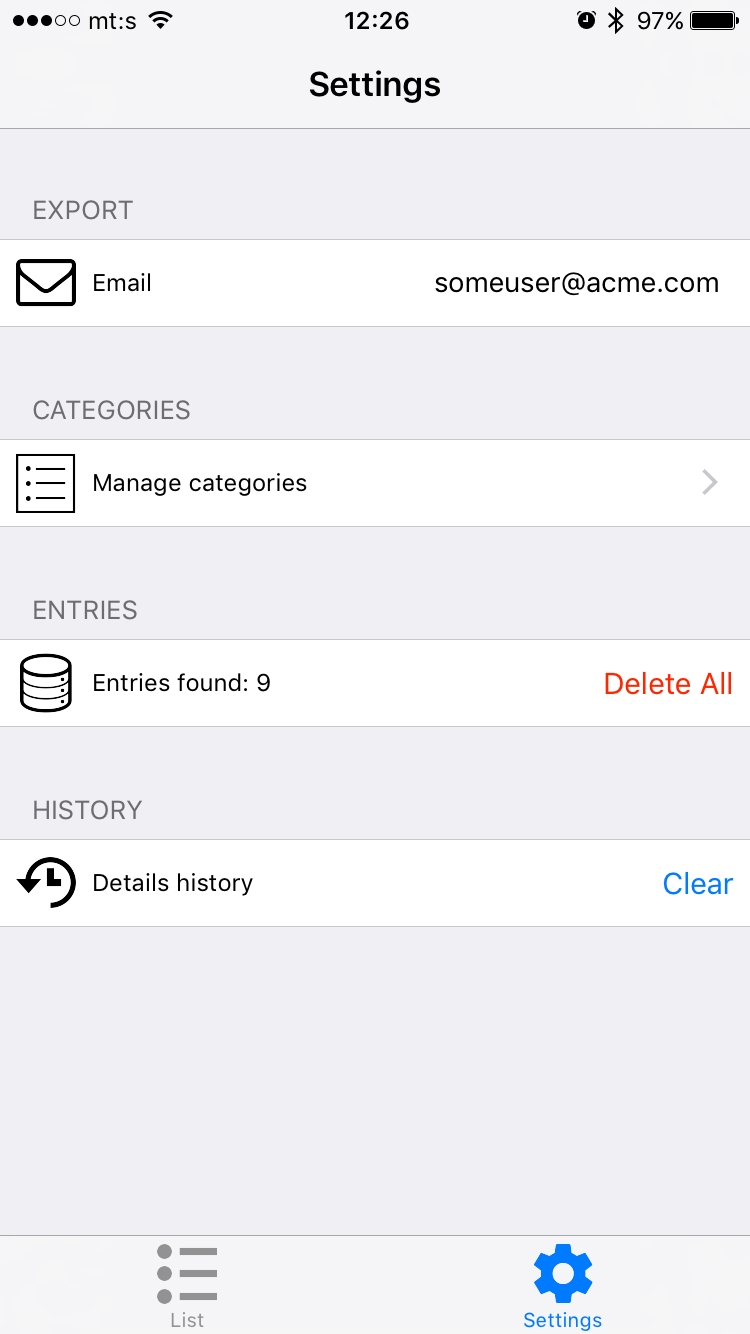 mt:s 12:26 97%
Settings
EXPORT
Email someuser@acme.com
CATEGORIES
Manage categories
ENTRIES
Entries found: 9 Delete All
HISTORY
Details history Clear
List Settings